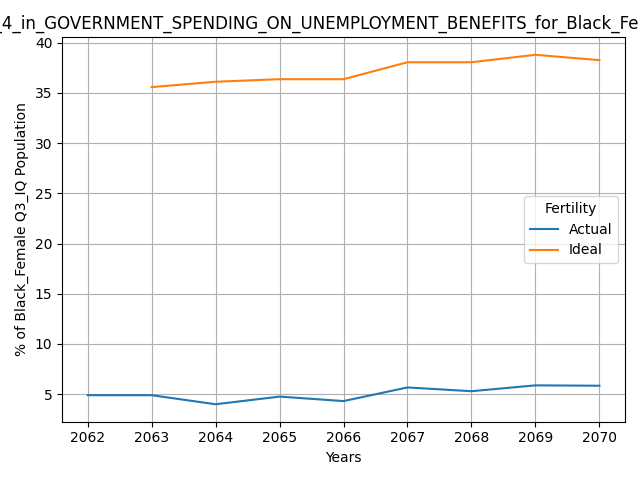 _4_in_GOVERNMENT_SPENDING_ON_UNEMPLOYMENT_BENEFITS_for_Black_Fe
40
35
30
25
20
15
10
5
% of Black_Female Q3_IQ Population
Fertility
Actual
Ideal
2062 2063 2064 2065 2066 2067 2068 2069 2070
Years